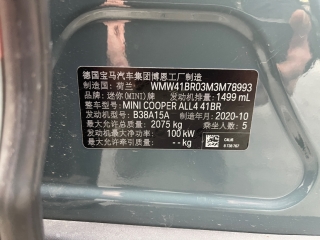 德国宝马汽车集团博恩工厂制造
制造国：荷兰 WMW41BR03M3M78993
品牌：迷你(MINI)牌 发动机排量：1499 mL
整车型号：MINI COOPER ALL4 41BR
发动机型号：B38A15A 制造年月：2020-10
最大允许总质量：2075 kg 乘坐人数：5
发动机最大净功率：100 kW
最大允许牵引质量：-- kg